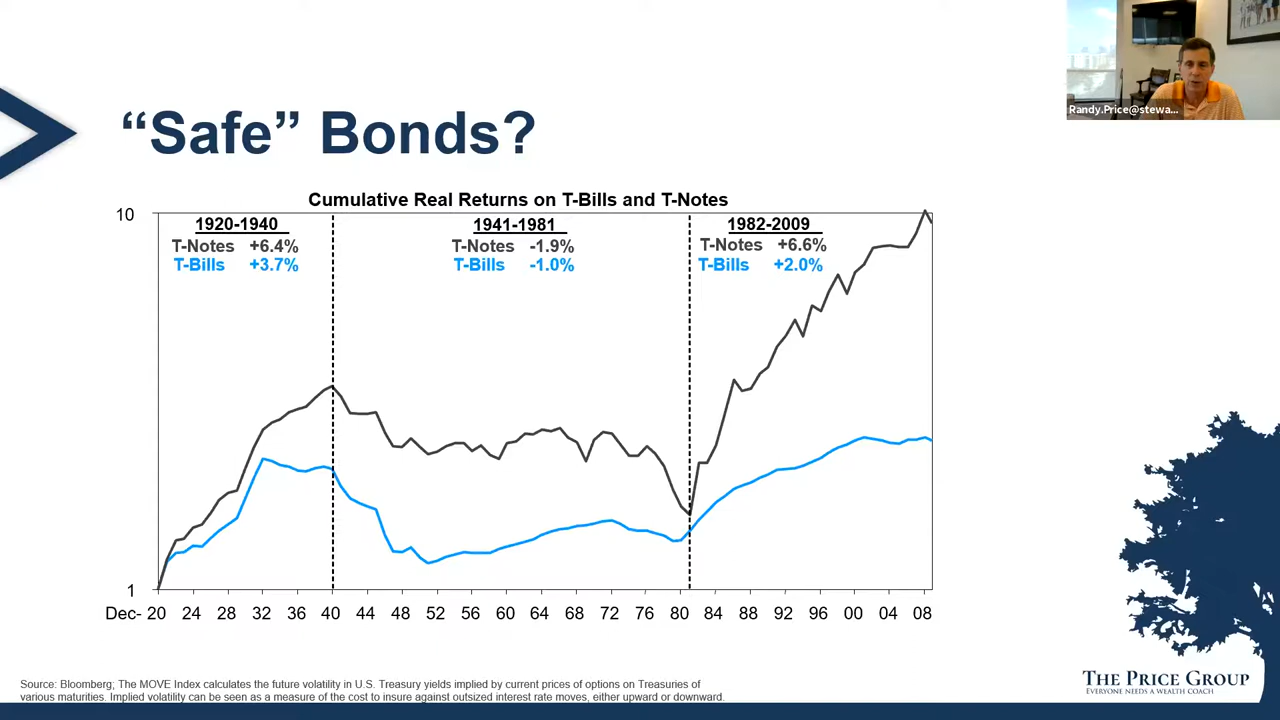 Randy.Price@stewa...
“Safe” Bonds?
Cumulative Real Returns on T-Bills and T-Notes
10
1920-1940
T-Notes +6.4%
T-Bills +3.7%
1941-1981
T-Notes -1.9%
T-Bills -1.0%
1982-2009
T-Notes +6.6%
T-Bills +2.0%
1
Dec- 20 24 28 32 36 40 44 48 52 56 60 64 68 72 76 80 84 88 92 96 00 04 08
Source: Bloomberg; The MOVE Index calculates the future volatility in U.S. Treasury yields implied by current prices of options on Treasuries of
various maturities. Implied volatility can be seen as a measure of the cost to insure against outsized interest rate moves, either upward or downward.
THE PRICE GROUP
EVERYONE NEEDS A WEALTH COACH